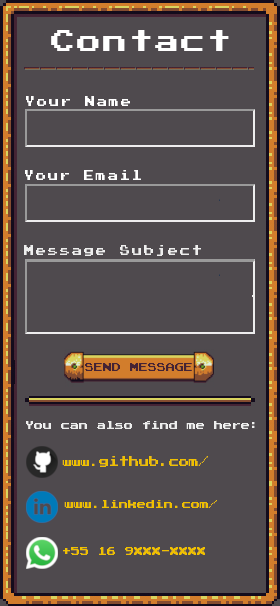 Contact
Your Name
Your Email
Message Subject
SEND MESSAGE
You can also find me here:
www.github.com/
in www.linkedin.com/
+55 16 9XXX-XXXX